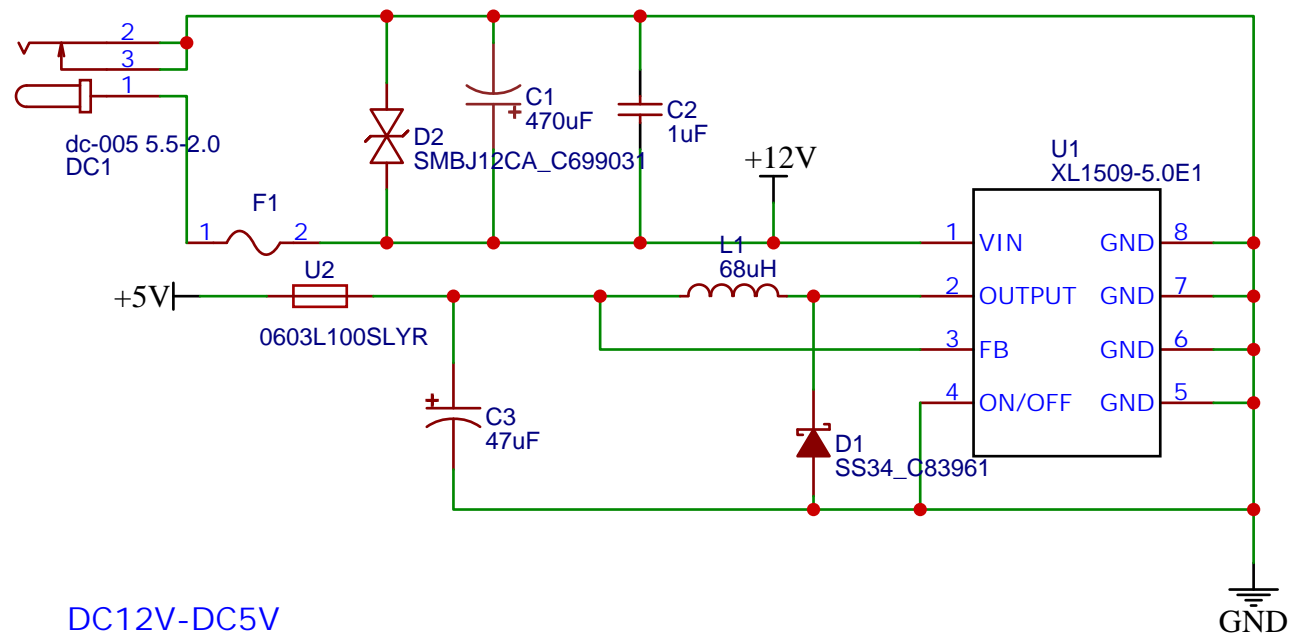 2
3
1
dc-005 5.5-2.0
DC1
C1
470uF
C2
1uF
D2
SMBJ12CA_C699031
+12V
U1
XL1509-5.0E1
F1
1 2
1 VIN GND 8
L1
68uH
U2
+5V
2 OUTPUT GND 7
0603L100SLYR
3 FB GND 6
4 ON/OFF GND 5
C3
47uF
D1
SS34_C83961
DC12V-DC5V
GND